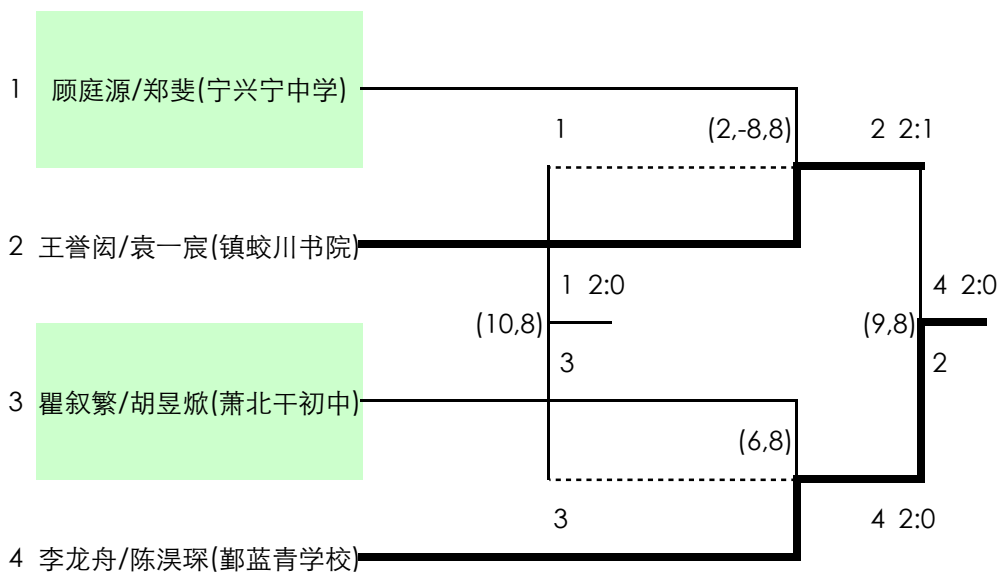 1 顾庭源/郑斐(宁兴宁中学)
1 (2,-8,8) 2 2:1
2 王誉闳/袁一宸(镇蛟川书院)
1 2:0 4 2:0
(10,8) (9,8)
3 2
3 瞿叙繁/胡昱焮(萧北干初中)
(6,8)
3 4 2:0
4 李龙舟/陈淏琛(鄞蓝青学校)